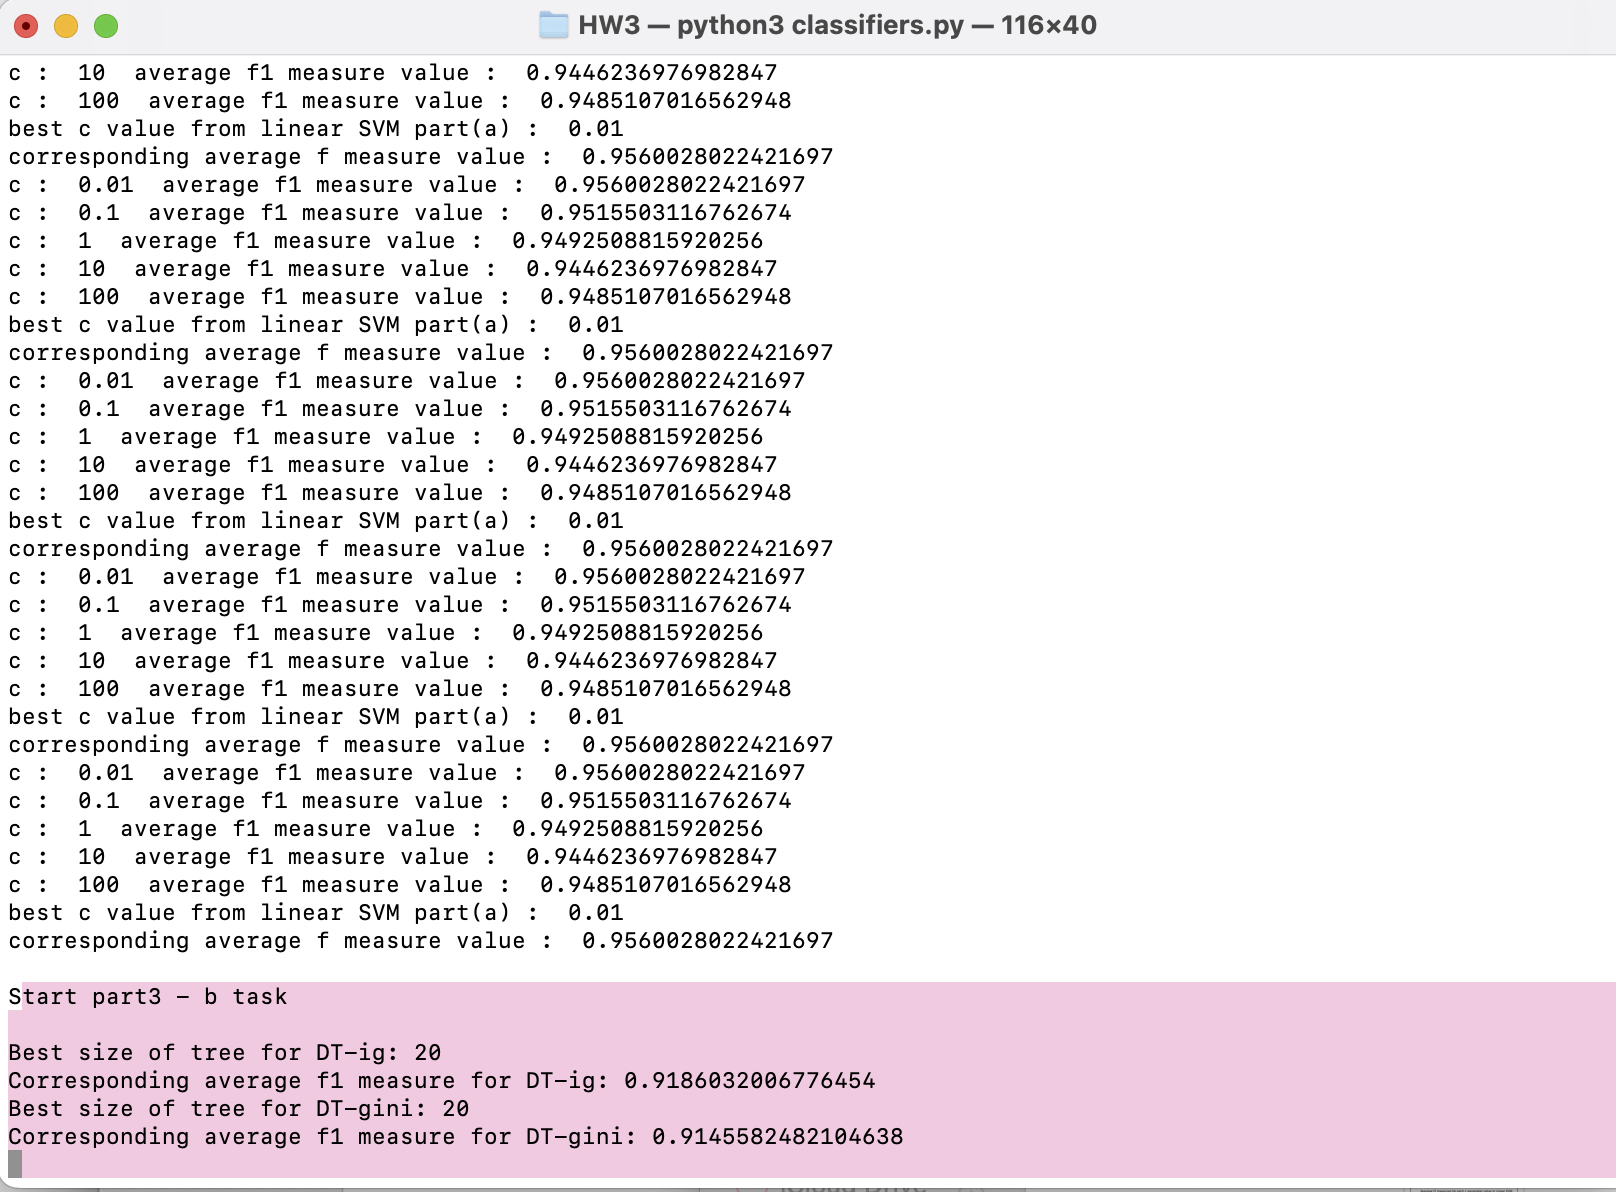 HW3 — python3 classifiers.py — 116×40
c :  10  average f1 measure value :  0.9446236976982847
c :  100  average f1 measure value :  0.9485107016562948
best c value from linear SVM part(a) :  0.01
corresponding average f measure value :  0.9560028022421697
c :  0.01  average f1 measure value :  0.9560028022421697
c :  0.1  average f1 measure value :  0.9515503116762674
c :  1  average f1 measure value :  0.9492508815920256
c :  10  average f1 measure value :  0.9446236976982847
c :  100  average f1 measure value :  0.9485107016562948
best c value from linear SVM part(a) :  0.01
corresponding average f measure value :  0.9560028022421697
c :  0.01  average f1 measure value :  0.9560028022421697
c :  0.1  average f1 measure value :  0.9515503116762674
c :  1  average f1 measure value :  0.9492508815920256
c :  10  average f1 measure value :  0.9446236976982847
c :  100  average f1 measure value :  0.9485107016562948
best c value from linear SVM part(a) :  0.01
corresponding average f measure value :  0.9560028022421697
c :  0.01  average f1 measure value :  0.9560028022421697
c :  0.1  average f1 measure value :  0.9515503116762674
c :  1  average f1 measure value :  0.9492508815920256
c :  10  average f1 measure value :  0.9446236976982847
c :  100  average f1 measure value :  0.9485107016562948
best c value from linear SVM part(a) :  0.01
corresponding average f measure value :  0.9560028022421697
c :  0.01  average f1 measure value :  0.9560028022421697
c :  0.1  average f1 measure value :  0.9515503116762674
c :  1  average f1 measure value :  0.9492508815920256
c :  10  average f1 measure value :  0.9446236976982847
c :  100  average f1 measure value :  0.9485107016562948
best c value from linear SVM part(a) :  0.01
corresponding average f measure value :  0.9560028022421697
Start part3 - b task
Best size of tree for DT-ig: 20
Corresponding average f1 measure for DT-ig: 0.9186032006776454
Best size of tree for DT-gini: 20
Corresponding average f1 measure for DT-gini: 0.9145582482104638